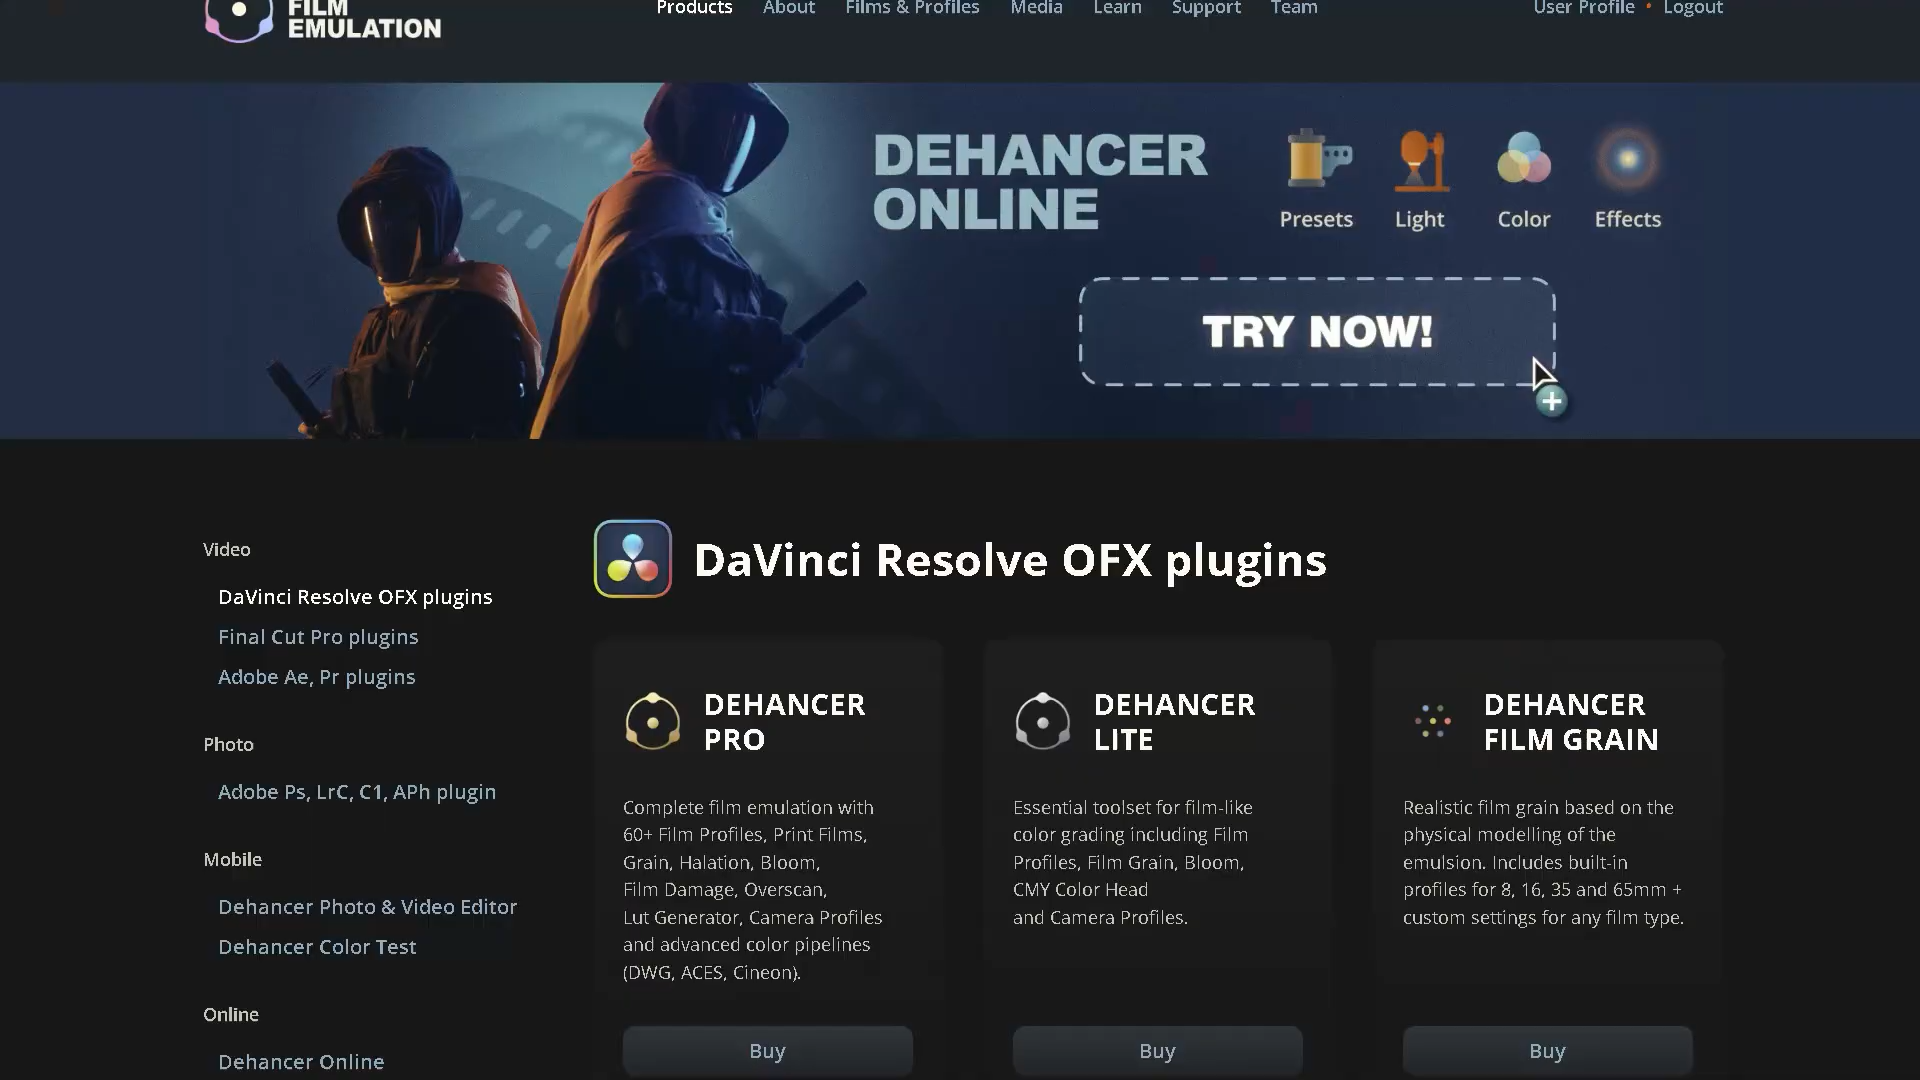 FILM
EMULATION
Products About Films & Profiles Media Learn Support Team
User Profile • Logout
DEHANCER
ONLINE
Presets Light Color Effects
TRY NOW!
Video
DaVinci Resolve OFX plugins
Final Cut Pro plugins
Adobe Ae, Pr plugins
Photo
Adobe Ps, LrC, C1, APh plugin
Mobile
Dehancer Photo & Video Editor
Dehancer Color Test
Online
Dehancer Online
DaVinci Resolve OFX plugins
DEHANCER
PRO
Complete film emulation with
60+ Film Profiles, Print Films,
Grain, Halation, Bloom,
Film Damage, Overscan,
Lut Generator, Camera Profiles
and advanced color pipelines
(DWG, ACES, Cineon).
Buy
DEHANCER
LITE
Essential toolset for film-like
color grading including Film
Profiles, Film Grain, Bloom,
CMY Color Head
and Camera Profiles.
Buy
DEHANCER
FILM GRAIN
Realistic film grain based on the
physical modelling of the
emulsion. Includes built-in
profiles for 8, 16, 35 and 65mm +
custom settings for any film type.
Buy